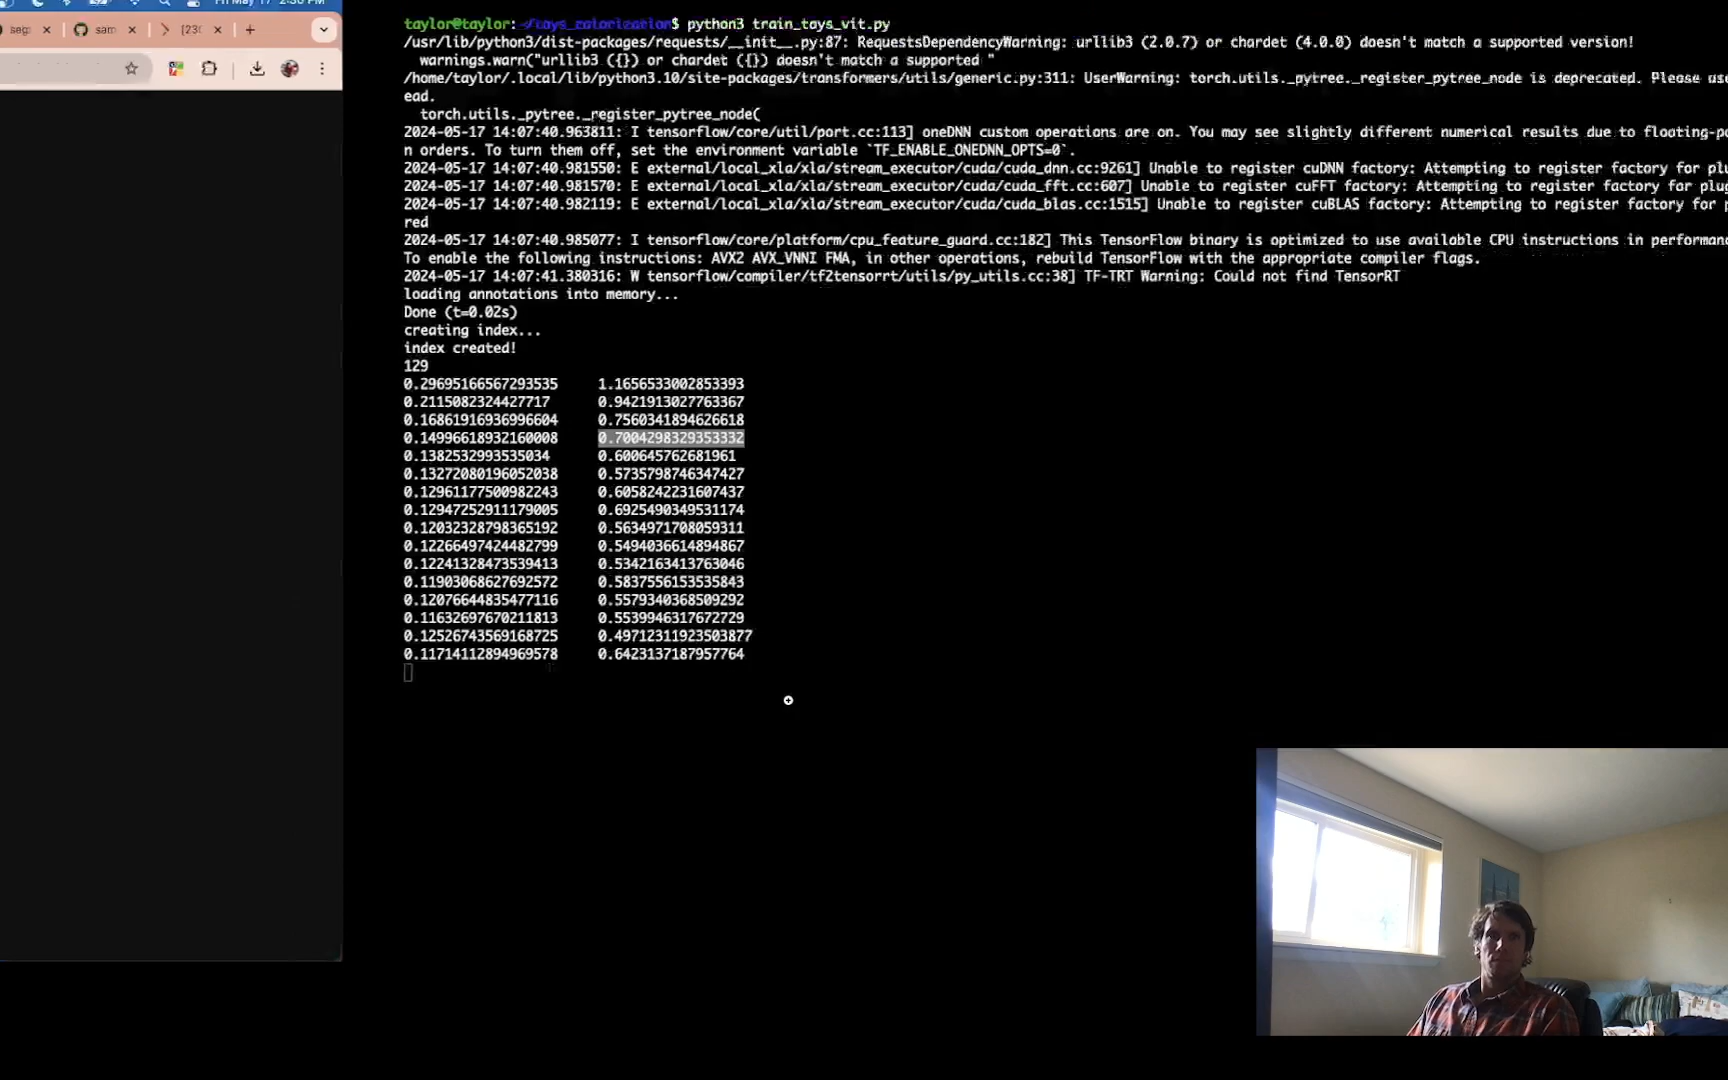 Fri May 17 2:30 PM
seg
sam
[230
taylor@taylor:~/toys_zalarization$ python3 train_toys_vit.py
/usr/lib/python3/dist-packages/requests/__init__.py:87: RequestsDependencyWarning: urllib3 (2.0.7) or chardet (4.0.0) doesn't match a supported version!
warnings.warn("urllib3 ({}) or chardet ({}) doesn't match a supported "
/home/taylor/.local/lib/python3.10/site-packages/transformers/utils/generic.py:311: UserWarning: torch.utils._pytree._register_pytree_node is deprecated. Please use
ead.
torch.utils._pytree._register_pytree_node(
2024-05-17 14:07:40.963811: I tensorflow/core/util/port.cc:113] oneDNN custom operations are on. You may see slightly different numerical results due to floating-po
n orders. To turn them off, set the environment variable `TF_ENABLE_ONEDNN_OPTS=0`.
2024-05-17 14:07:40.981550: E external/local_xla/xla/stream_executor/cuda/cuda_dnn.cc:9261] Unable to register cuDNN factory: Attempting to register factory for plu
2024-05-17 14:07:40.981570: E external/local_xla/xla/stream_executor/cuda/cuda_fft.cc:607] Unable to register cuFFT factory: Attempting to register factory for plug
2024-05-17 14:07:40.982119: E external/local_xla/xla/stream_executor/cuda/cuda_blas.cc:1515] Unable to register cuBLAS factory: Attempting to register factory for p
red
2024-05-17 14:07:40.985077: I tensorflow/core/platform/cpu_feature_guard.cc:182] This TensorFlow binary is optimized to use available CPU instructions in performan
To enable the following instructions: AVX2 AVX_VNNI FMA, in other operations, rebuild TensorFlow with the appropriate compiler flags.
2024-05-17 14:07:41.380316: W tensorflow/compiler/tf2tensorrt/utils/py_utils.cc:38] TF-TRT Warning: Could not find TensorRT
loading annotations into memory...
Done (t=0.02s)
creating index...
index created!
129
0.29695166567293535 1.1656533002853393
0.2115082324427717 0.9421913027763367
0.16861916936996604 0.7560341894626618
0.14996618932160008 0.7004298329353332
0.1382532993535034 0.600645762681961
0.13272080196052038 0.5735798746347427
0.12961177500982243 0.6058242231607437
0.12947252911179005 0.6925490349531174
0.12032328798365192 0.5634971708059311
0.12266497424482799 0.5494036614894867
0.12241328473539413 0.5342163413763046
0.11903068627692572 0.5837556153535843
0.12076644835477116 0.5579340368509292
0.11632697670211813 0.5539946317672729
0.12526743569168725 0.49712311923503877
0.11714112894969578 0.6423137187957764